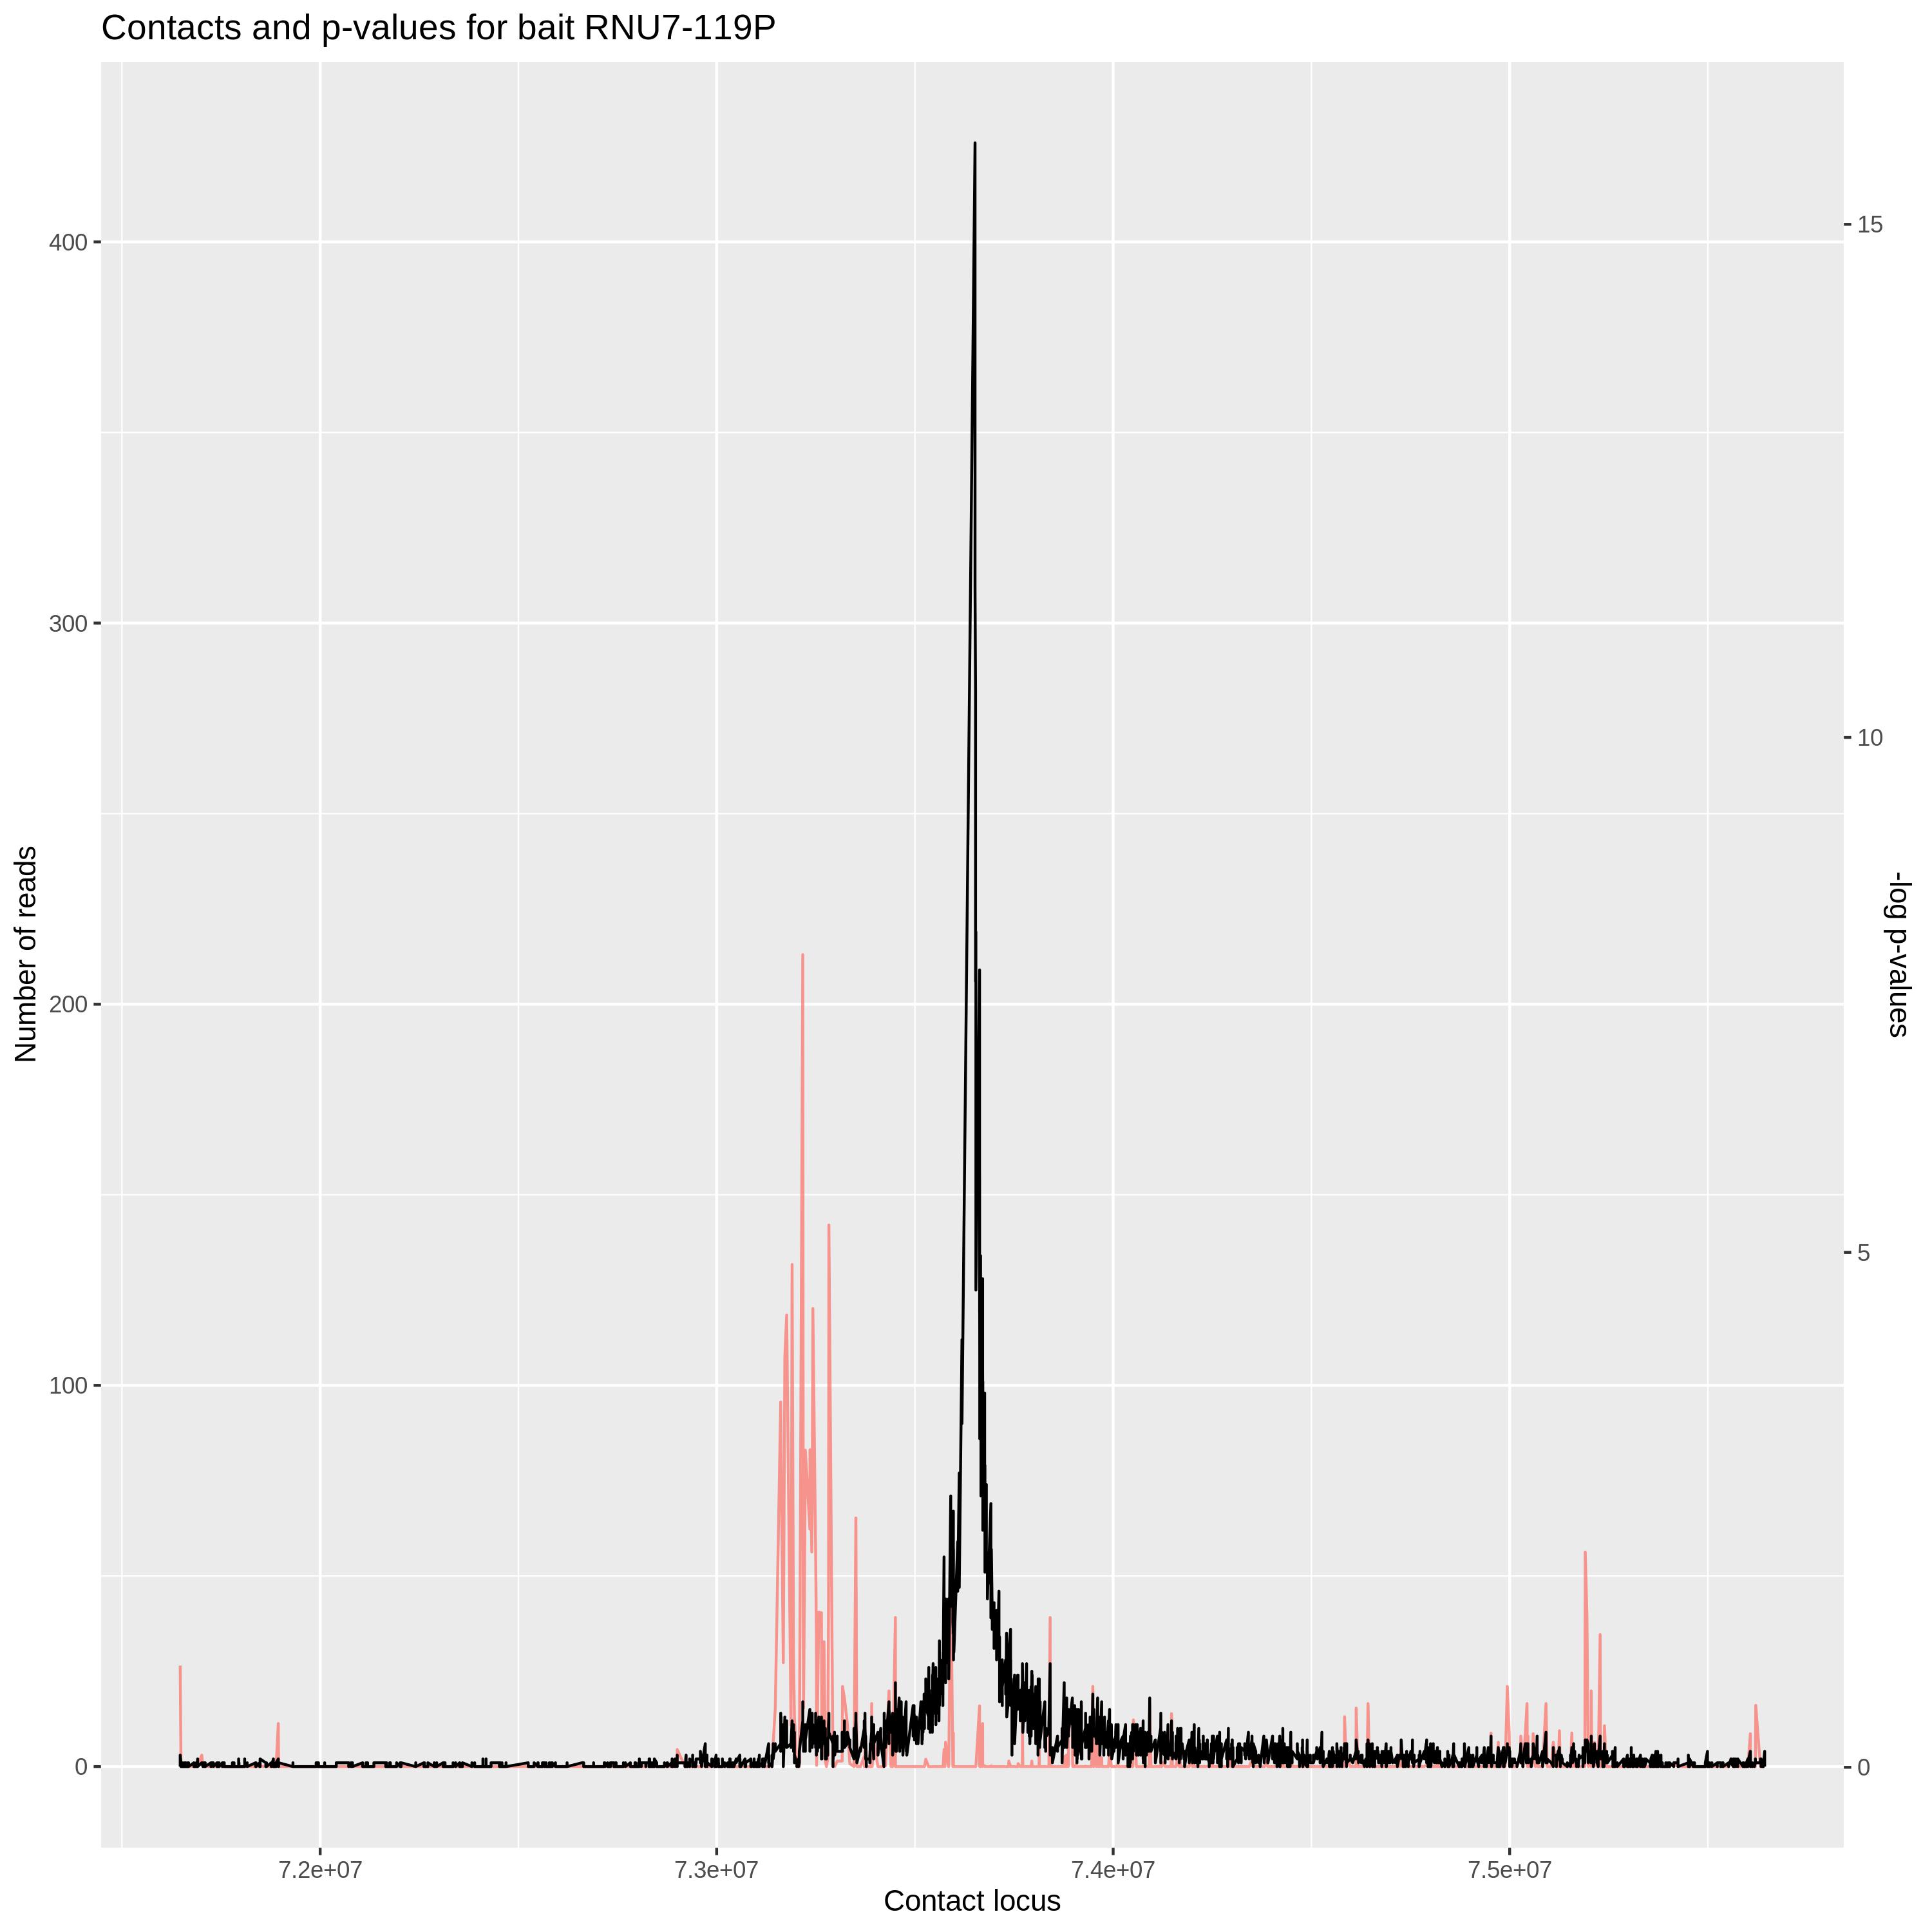 Contacts and p-values for bait RNU7-119P
400
300
200
100
0
Number of reads
15
10
5
0
-log p-values
7.2e+07
7.3e+07
7.4e+07
7.5e+07
Contact locus